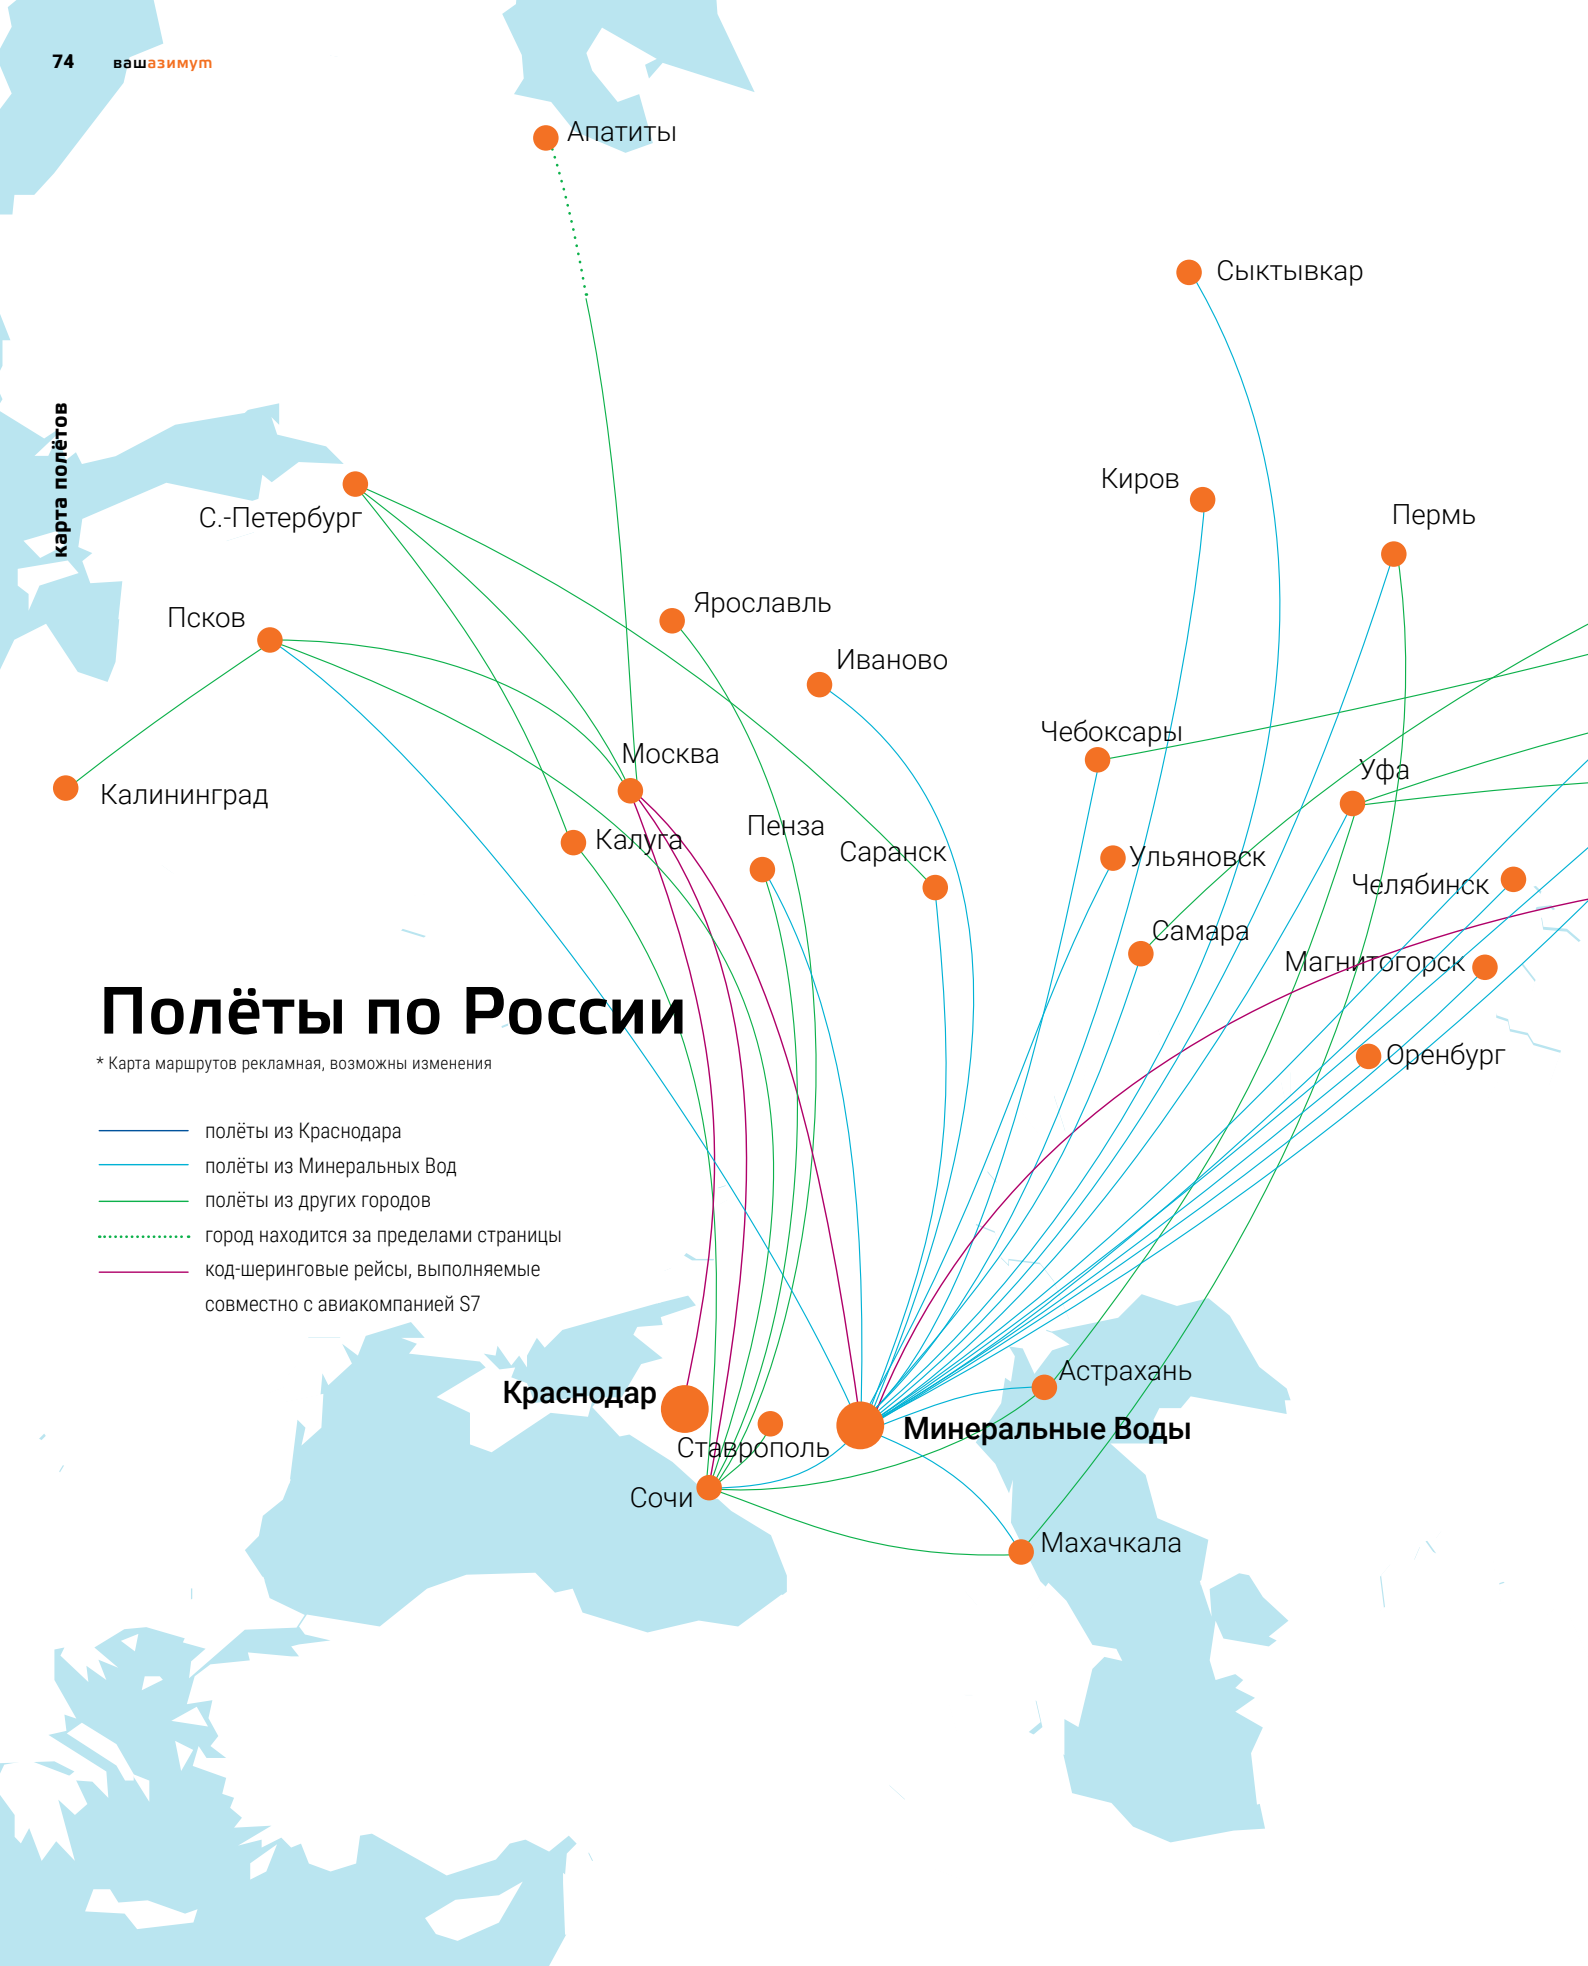 74 вашазимут
карта полётов
Апатиты
Сыктывкар
Киров
Пермь
С.-Петербург
Ярославль
Псков
Иваново
Чебоксары
Москва
Уфа
Калининград
Пенза
Калуга
Саранск
Ульяновск
Челябинск
Самара
Магнитогорск
Полёты по России
* Карта маршрутов рекламная, возможны изменения
Оренбург
полёты из Краснодара
полёты из Минеральных Вод
полёты из других городов
город находится за пределами страницы
код-шеринговые рейсы, выполняемые
совместно с авиакомпанией S7
Астрахань
Краснодар
Минеральные Воды
Ставрополь
Сочи
Махачкала